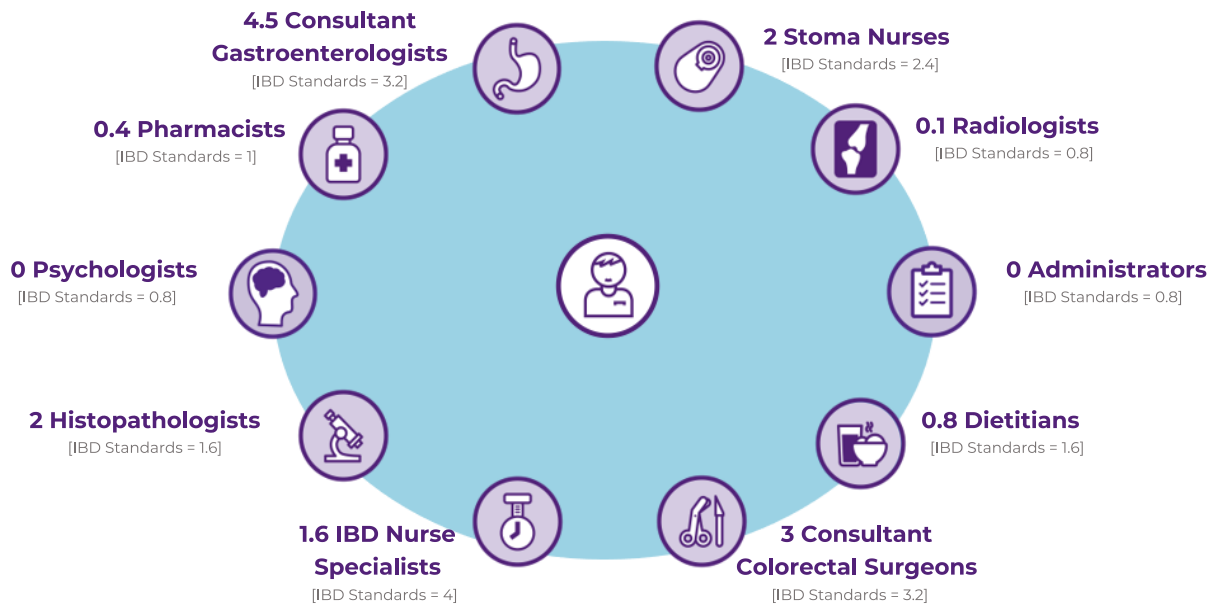 4.5 Consultant
Gastroenterologists
[IBD Standards = 3.2]
2 Stoma Nurses
[IBD Standards = 2.4]
0.4 Pharmacists
[IBD Standards = 1]
0.1 Radiologists
[IBD Standards = 0.8]
0 Psychologists
[IBD Standards = 0.8]
0 Administrators
[IBD Standards = 0.8]
2 Histopathologists
[IBD Standards = 1.6]
0.8 Dietitians
[IBD Standards = 1.6]
1.6 IBD Nurse
Specialists
[IBD Standards = 4]
3 Consultant
Colorectal Surgeons
[IBD Standards = 3.2]